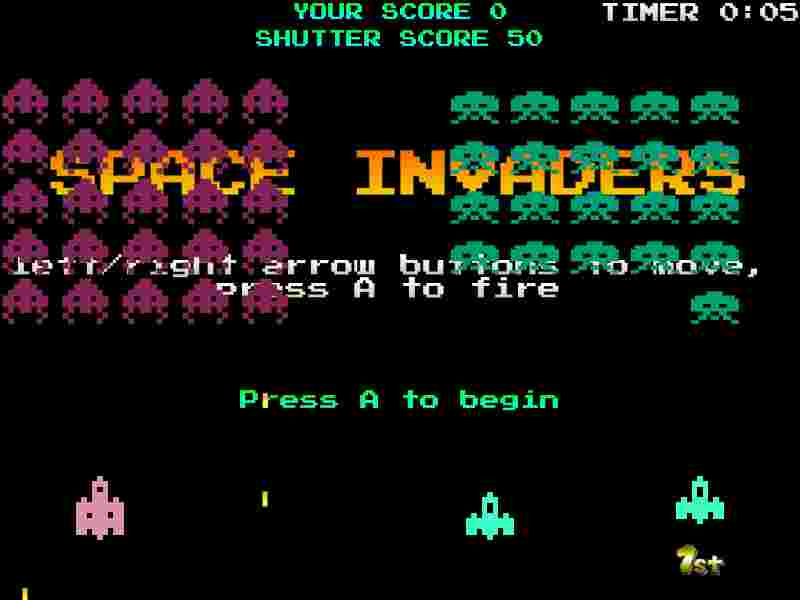 YOUR SCORE 0
TIMER 0:05
SHUTTER SCORE 50
SPACE INVADERS
left/right arrow buttons to move,
press A to fire
Press A to begin
1st